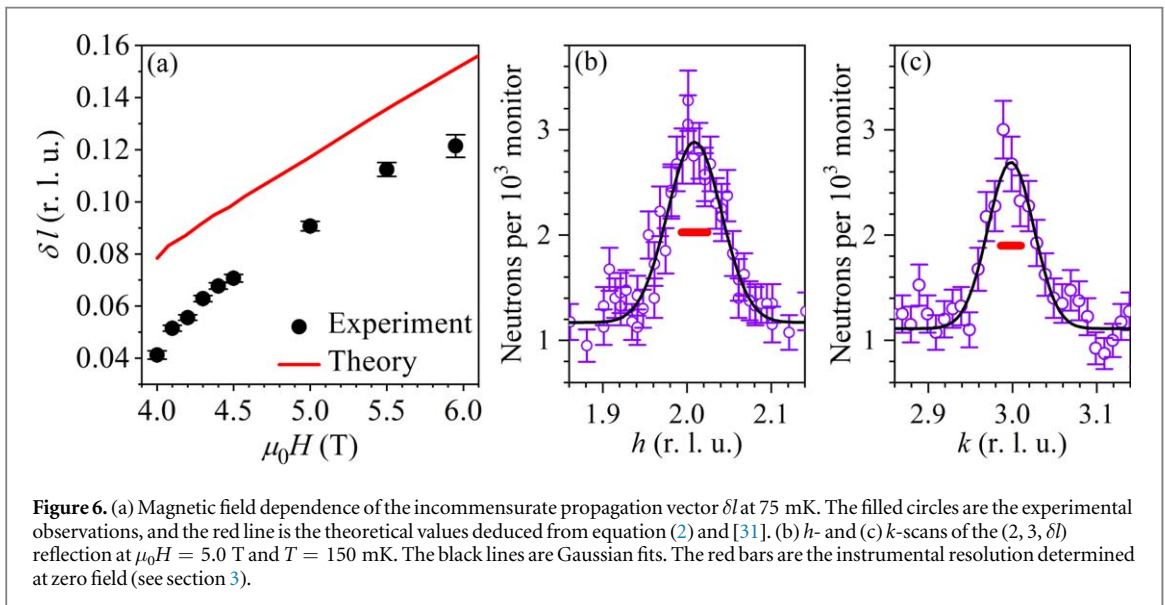 (a)
0.16
0.14
0.12
0.10
0.08
0.06
0.04
δl (r. l. u.)
Experiment
Theory
4.0 4.5 5.0 5.5 6.0
μ₀H (T)
(b)
Neutrons per 10³ monitor
3
2
1
1.9 2.0 2.1
h (r. l. u.)
(c)
Neutrons per 10³ monitor
3
2
1
2.9 3.0 3.1
k (r. l. u.)
Figure 6. (a) Magnetic field dependence of the incommensurate propagation vector δl at 75 mK. The filled circles are the experimental
observations, and the red line is the theoretical values deduced from equation (2) and [31]. (b) h- and (c) k-scans of the (2, 3, δl)
reflection at μ₀H = 5.0 T and T = 150 mK. The black lines are Gaussian fits. The red bars are the instrumental resolution determined
at zero field (see section 3).